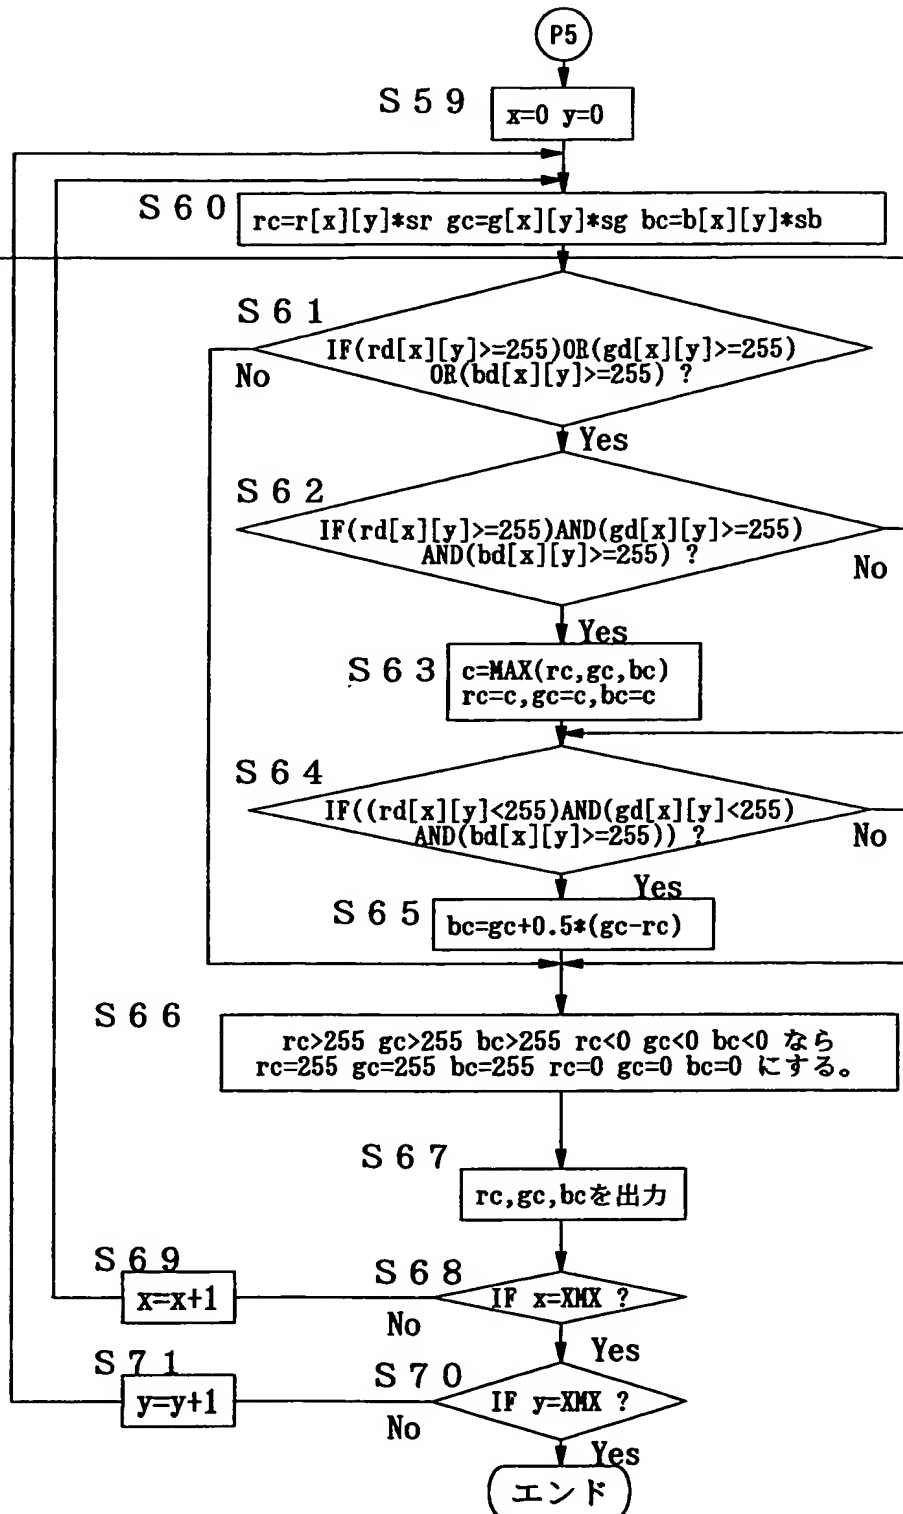 P5
S59
x=0 y=0
S60
rc=r[x][y]*sr gc=g[x][y]*sg bc=b[x][y]*sb
S61
IF(rd[x][y]>=255)OR(gd[x][y]>=255)
OR(bd[x][y]>=255) ?
No
Yes
S62
IF(rd[x][y]>=255)AND(gd[x][y]>=255)
AND(bd[x][y]>=255) ?
No
Yes
S63
c=MAX(rc,gc,bc)
rc=c,gc=c,bc=c
S64
IF((rd[x][y]<255)AND(gd[x][y]<255)
AND(bd[x][y]>=255)) ?
No
Yes
S65
bc=gc+0.5*(gc-rc)
S66
rc>255 gc>255 bc>255 rc<0 gc<0 bc<0 なら
rc=255 gc=255 bc=255 rc=0 gc=0 bc=0 にする。
S67
rc,gc,bcを出力
S69
x=x+1
S68
IF x=XMX ?
No
Yes
S71
y=y+1
S70
IF y=XMX ?
No
Yes
エンド